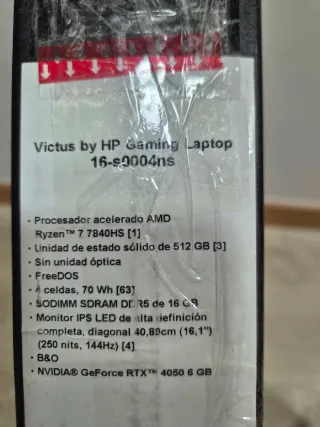 Victus by HP Gaming Laptop
16-s0004ns
· Procesador acelerado AMD
Ryzen™ 7 7840HS [1]
· Unidad de estado sólido de 512 GB [3]
· Sin unidad óptica
· FreeDOS
· 4 celdas, 70 Wh [63]
· SODIMM SDRAM DDR5 de 16 GB
· Monitor IPS LED de alta definición
completa, diagonal 40,89cm (16,1")
(250 nits, 144Hz) [4]
· B&O
· NVIDIA® GeForce RTX™ 4050 6 GB